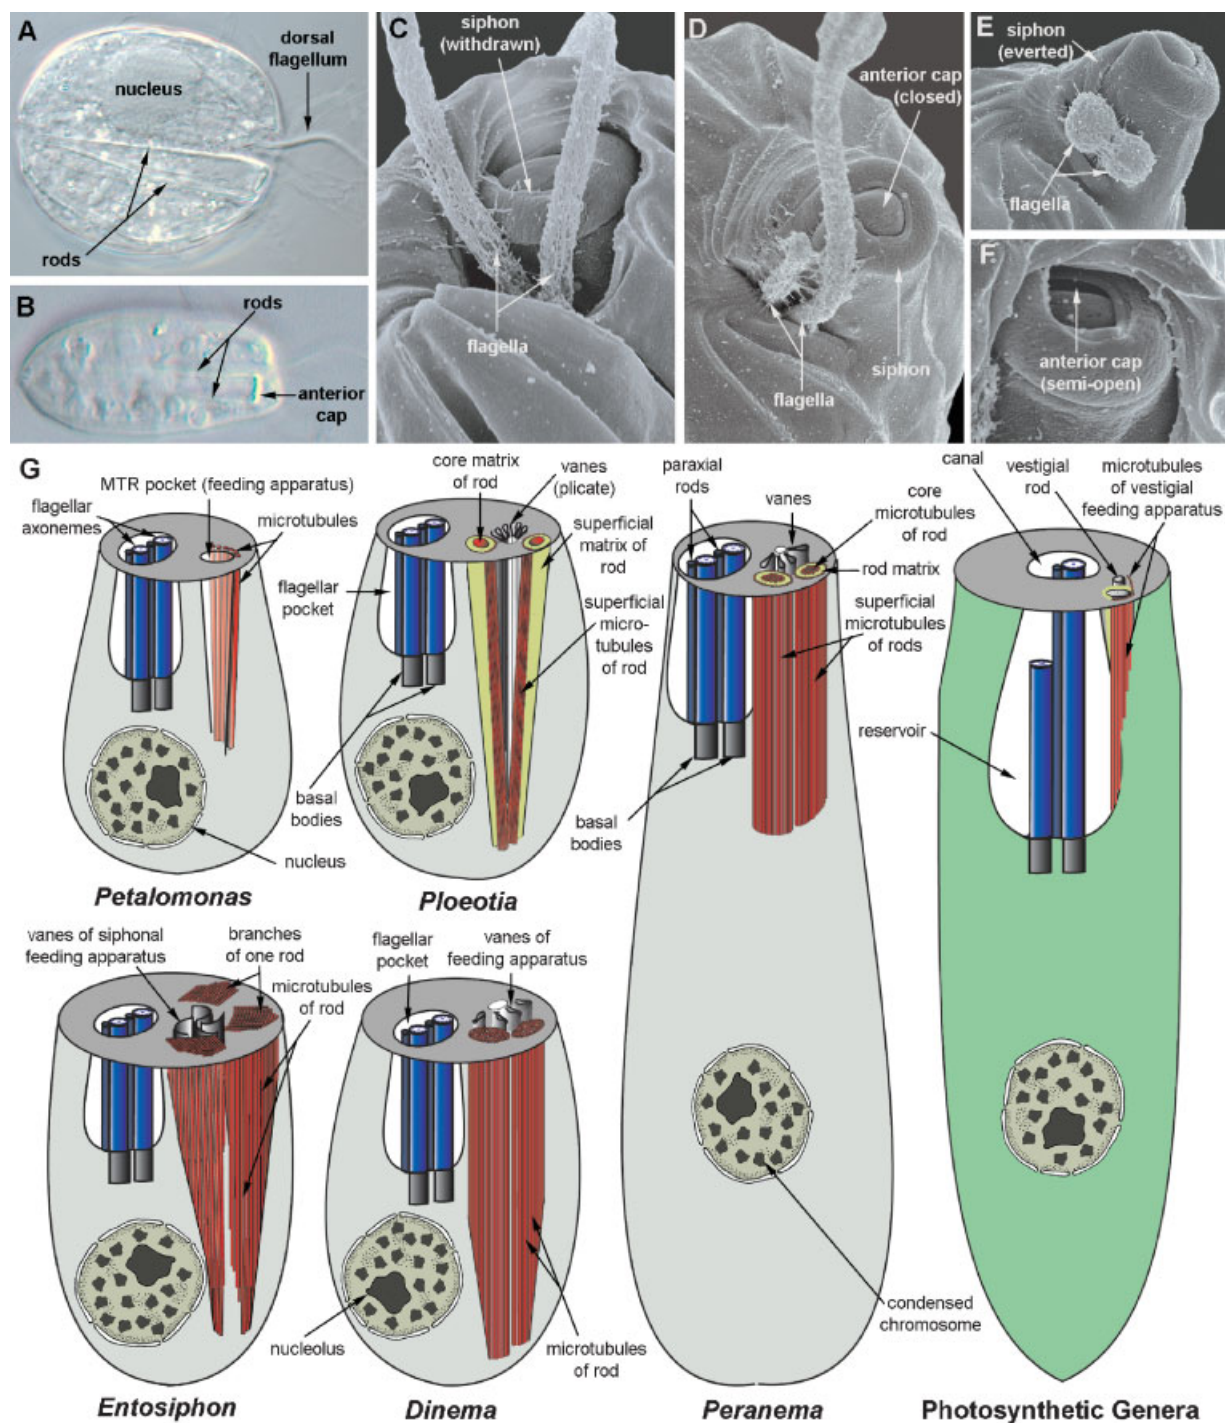 A
dorsal
flagellum
nucleus
rods
B
rods
anterior
cap
C
siphon
(withdrawn)
flagella
D
anterior cap
(closed)
siphon
flagella
E
siphon
(everted)
flagella
F
anterior cap
(semi-open)
G
MTR pocket (feeding apparatus)
flagellar
axonemes
microtubules
flagellar
pocket
basal
bodies
nucleus
Petalomonas
core matrix
of rod
vanes
(plicate)
superficial
matrix of
rod
superficial
micro-
tubules
of rod
Ploeotia
paraxial
rods
vanes
core
microtubules
of rod
rod matrix
superficial
microtubules
of rods
basal
bodies
condensed
chromosome
Peranema
canal
vestigial
rod
microtubules
of vestigial
feeding apparatus
reservoir
Photosynthetic Genera
vanes of siphonal
feeding apparatus
branches
of one rod
microtubules
of rod
Entosiphon
flagellar
pocket
vanes of
feeding apparatus
nucleolus
microtubules
of rod
Dinema